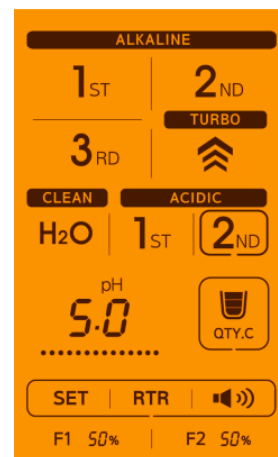 ALKALINE
1ST 2ND
TURBO
3RD
CLEAN ACIDIC
H2O 1ST 2ND
pH
5.0
QTY.C
SET RTR
F1 50% F2 50%